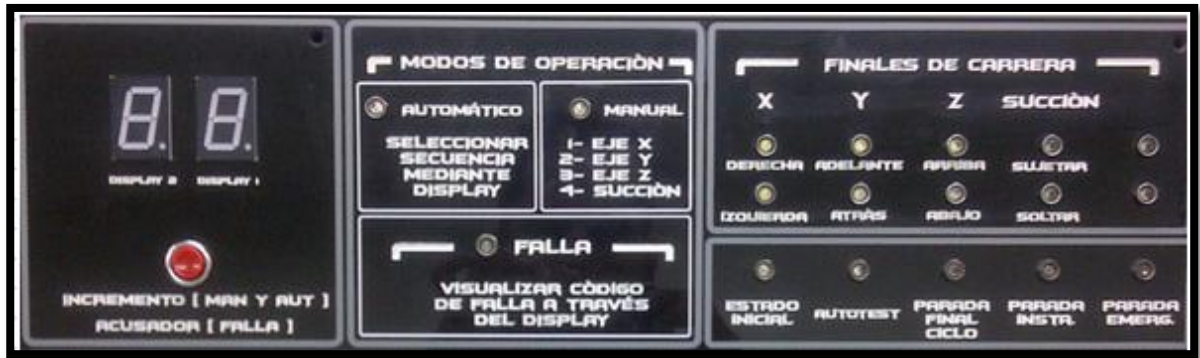 DISPLAY 2 DISPLAY 1
INCREMENTO [ MAN Y AUT ]
ACUSADOR [ FALLA ]
MODOS DE OPERACIÒN
AUTOMÁTICO
SELECCIONAR
SECUENCIA
MEDIANTE
DISPLAY
MANUAL
1- EJE X
2- EJE Y
3- EJE Z
4- SUCCIÒN
FALLA
VISUALIZAR CÒDIGO
DE FALLA A TRAVÉS
DEL DISPLAY
FINALES DE CARRERA
X Y Z SUCCIÒN
DERECHA ADELANTE ARRIBA SUJETAR
IZQUIERDA ATRÀS ABAJO SOLTAR
ESTADO
INICIAL
AUTOTEST
PARADA
FINAL
CICLO
PARADA
INSTA.
PARADA
EMERG.